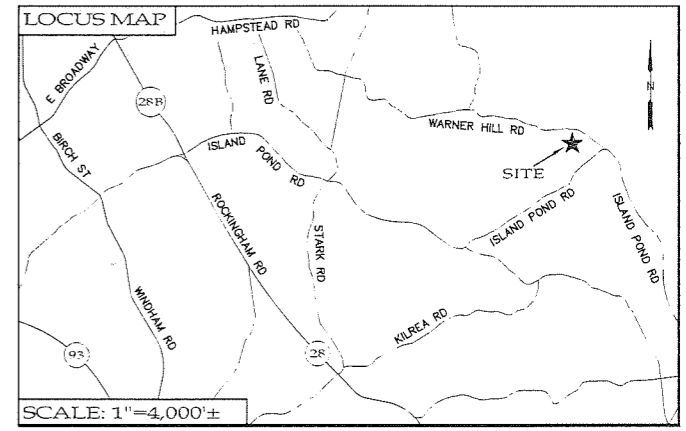 LOCUS MAP
HAMPSTEAD RD
E BROADWAY
LANE RD
28B
N
WARNER HILL RD
BIRCH ST
ISLAND POND RD
SITE
ISLAND POND RD
ROCKINGHAM RD
STARK RD
ISLAND POND RD
WINDHAM RD
KILREA RD
93
28
SCALE: 1"=4,000'±